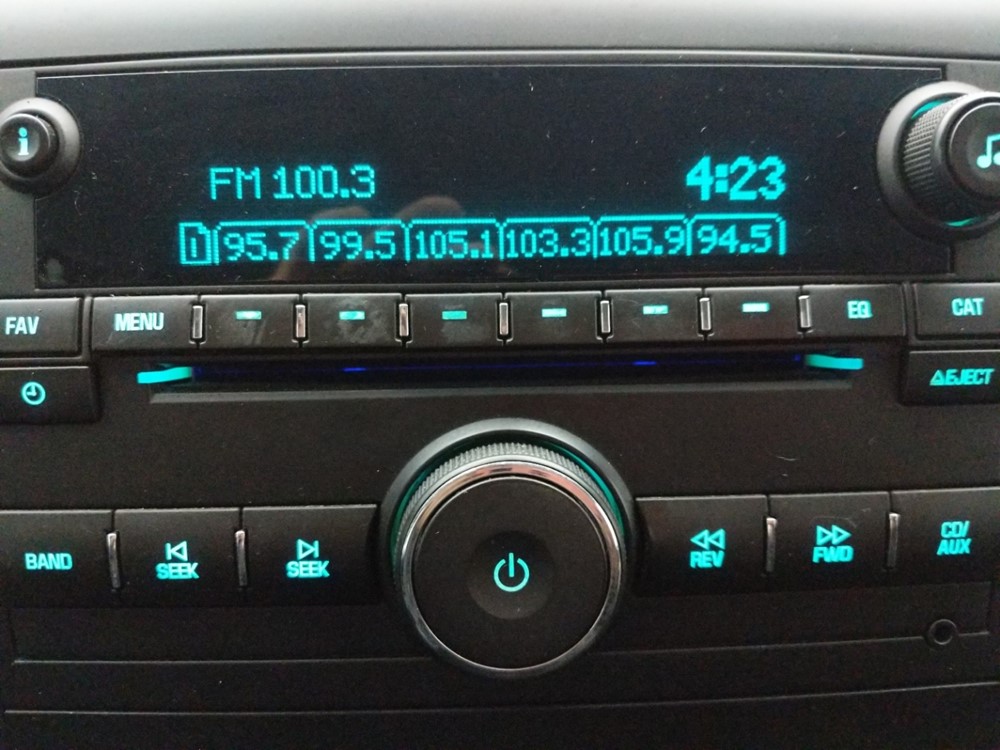 i
FM 100.3 4:23
1 95.7 99.5 105.1 103.3 105.9 94.5
FAV MENU EQ CAT
EJECT
BAND SEEK SEEK REV FWD CD/
AUX